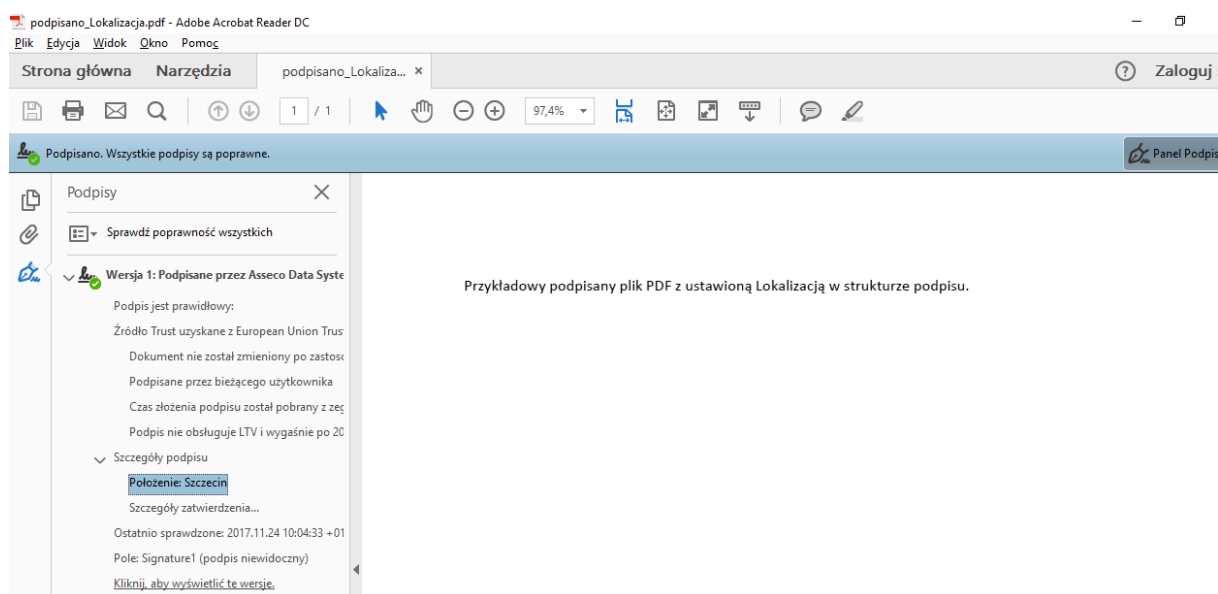 podpisano_Lokalizacja.pdf - Adobe Acrobat Reader DC
Plik Edycja Widok Okno Pomoc
Strona główna Narzędzia podpisano_Lokaliza... × ? Zaloguj
1 / 1 97,4%
Podpisano. Wszystkie podpisy są poprawne. Panel Podpis
Podpisy
Sprawdź poprawność wszystkich
Wersja 1: Podpisane przez Asseco Data Syste
Podpis jest prawidłowy:
Źródło Trust uzyskane z European Union Trus
Dokument nie został zmieniony po zastoso
Podpisane przez bieżącego użytkownika
Czas złożenia podpisu został pobrany z zeg
Podpis nie obsługuje LTV i wygaśnie po 20
Szczegóły podpisu
Położenie: Szczecin
Szczegóły zatwierdzenia...
Ostatnio sprawdzone: 2017.11.24 10:04:33 +01
Pole: Signature1 (podpis niewidoczny)
Kliknij, aby wyświetlić te wersje.
Przykładowy podpisany plik PDF z ustawioną Lokalizacją w strukturze podpisu.